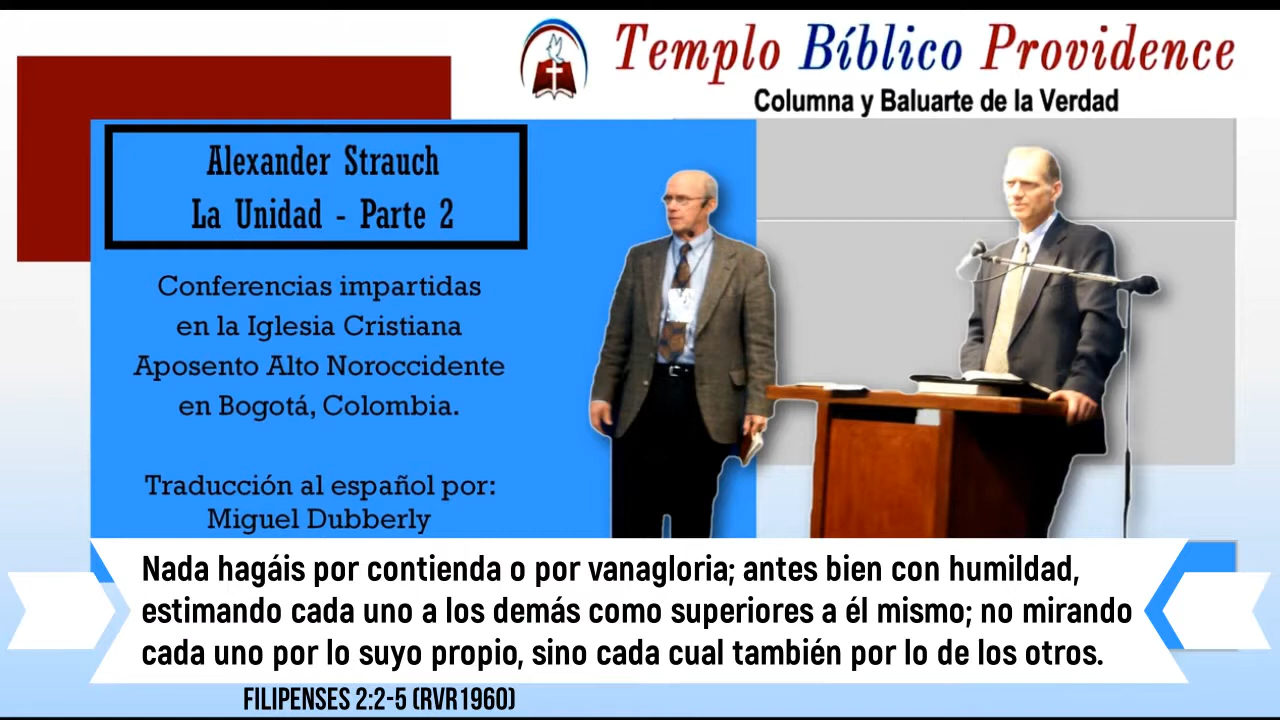 Templo Bíblico Providence
Columna y Baluarte de la Verdad
Alexander Strauch
La Unidad - Parte 2
Conferencias impartidas
en la Iglesia Cristiana
Aposento Alto Noroccidente
en Bogotá, Colombia.
Traducción al español por:
Miguel Dubberly
Nada hagáis por contienda o por vanagloria; antes bien con humildad,
estimando cada uno a los demás como superiores a él mismo; no mirando
cada uno por lo suyo propio, sino cada cual también por lo de los otros.
FILIPENSES 2:2-5 (RVR1960)